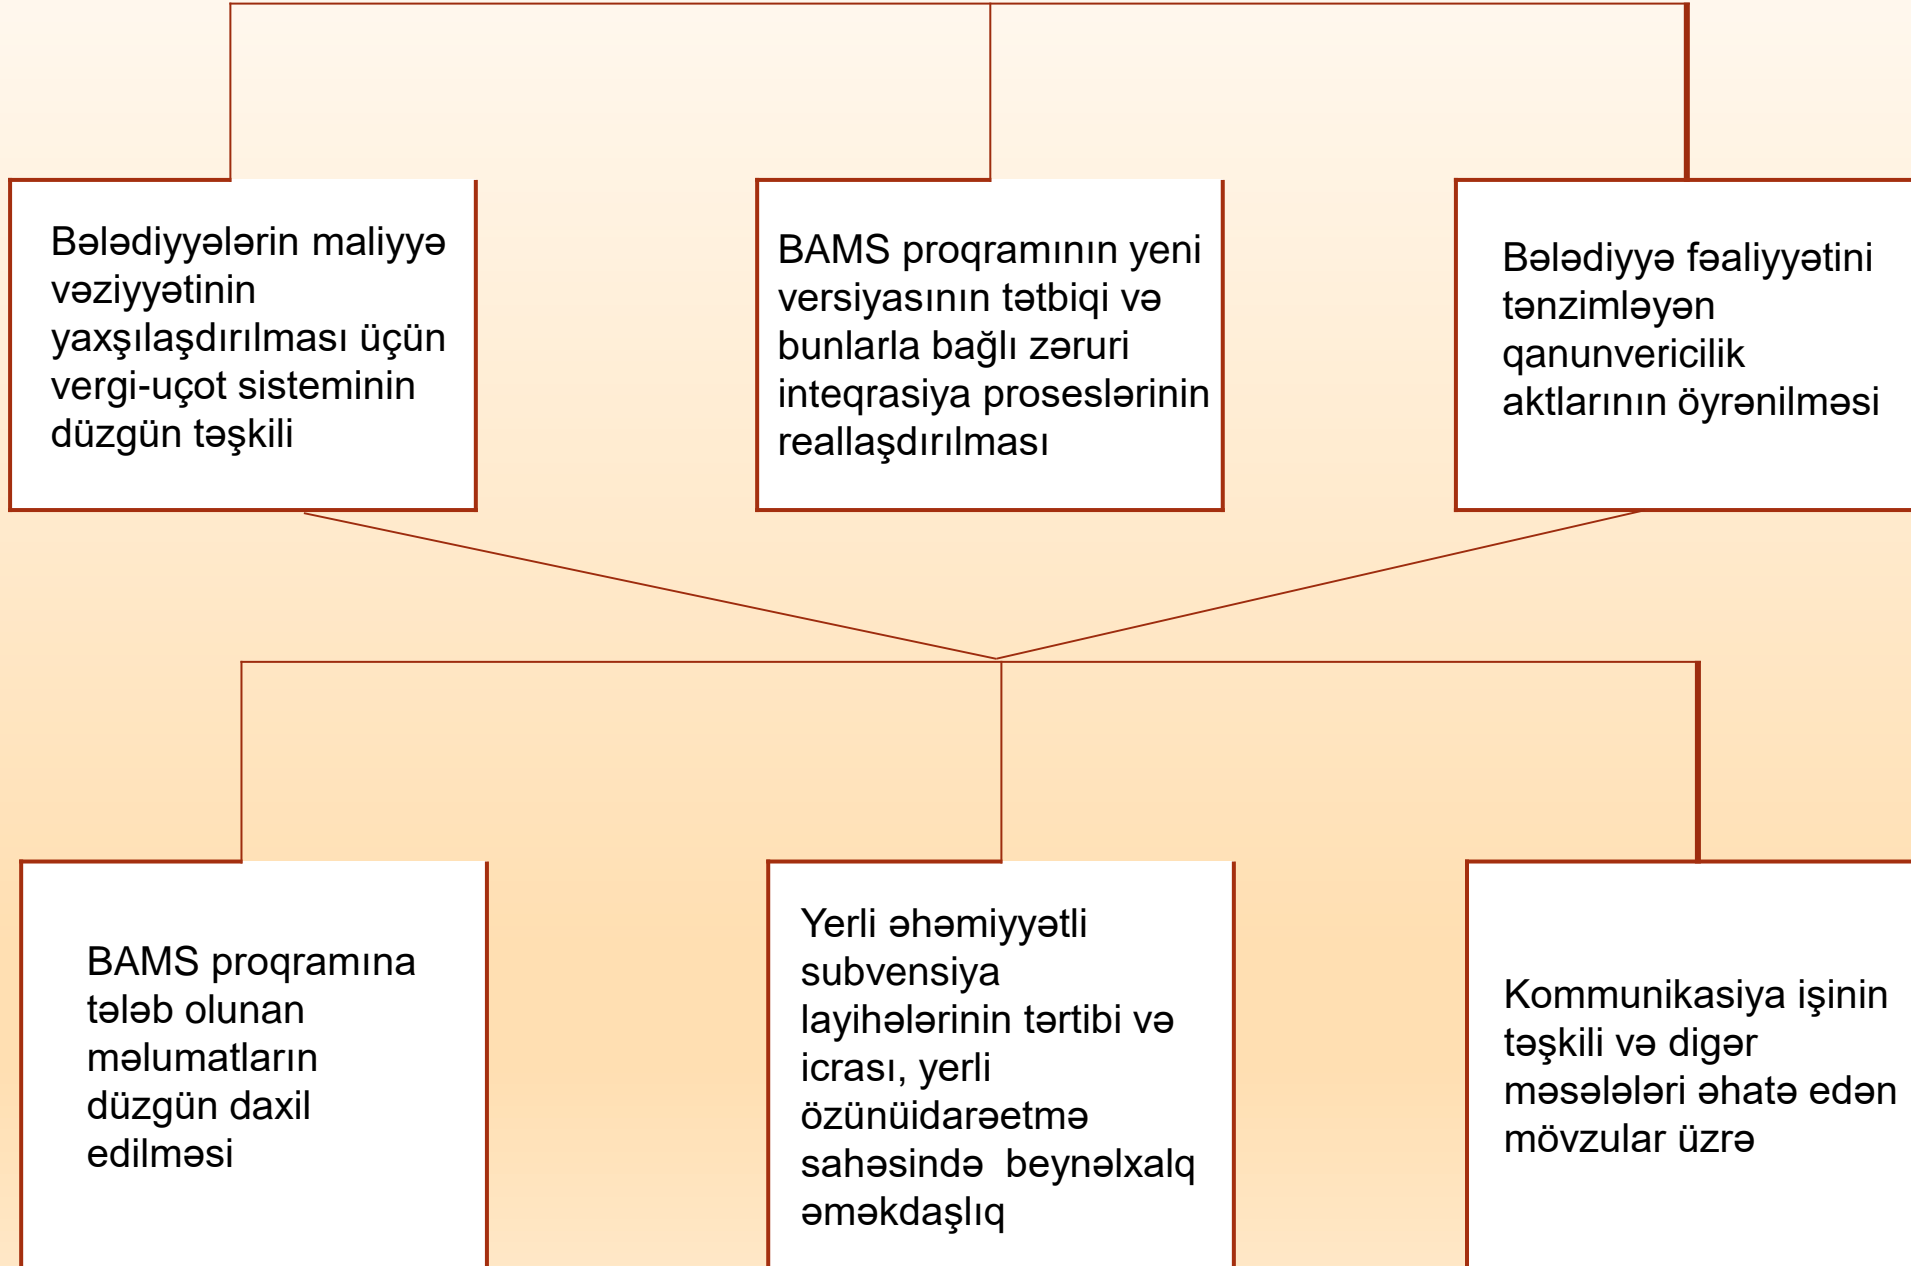 Bələdiyyələrin maliyyə
vəziyyətinin
yaxşılaşdırılması üçün
vergi-uçot sisteminin
düzgün təşkili
BAMS proqramının yeni
versiyasının tətbiqi və
bunlarla bağlı zəruri
inteqrasiya proseslərinin
reallaşdırılması
Bələdiyyə fəaliyyətini
tənzimləyən
qanunvericilik
aktlarının öyrənilməsi
BAMS proqramına
tələb olunan
məlumatların
düzgün daxil
edilməsi
Yerli əhəmiyyətli
subvensiya
layihələrinin tərtibi və
icrası, yerli
özünüidarəetmə
sahəsində  beynəlxalq
əməkdaşlıq
Kommunikasiya işinin
təşkili və digər
məsələləri əhatə edən
mövzular üzrə